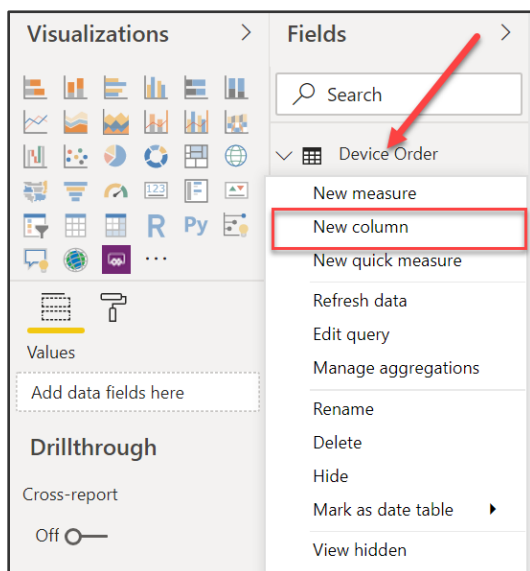 Visualizations
Fields
Search
Device Order
New measure
New column
New quick measure
Refresh data
Edit query
Manage aggregations
Rename
Delete
Hide
Mark as date table
View hidden
123
R
Py
Values
Add data fields here
Drillthrough
Cross-report
Off